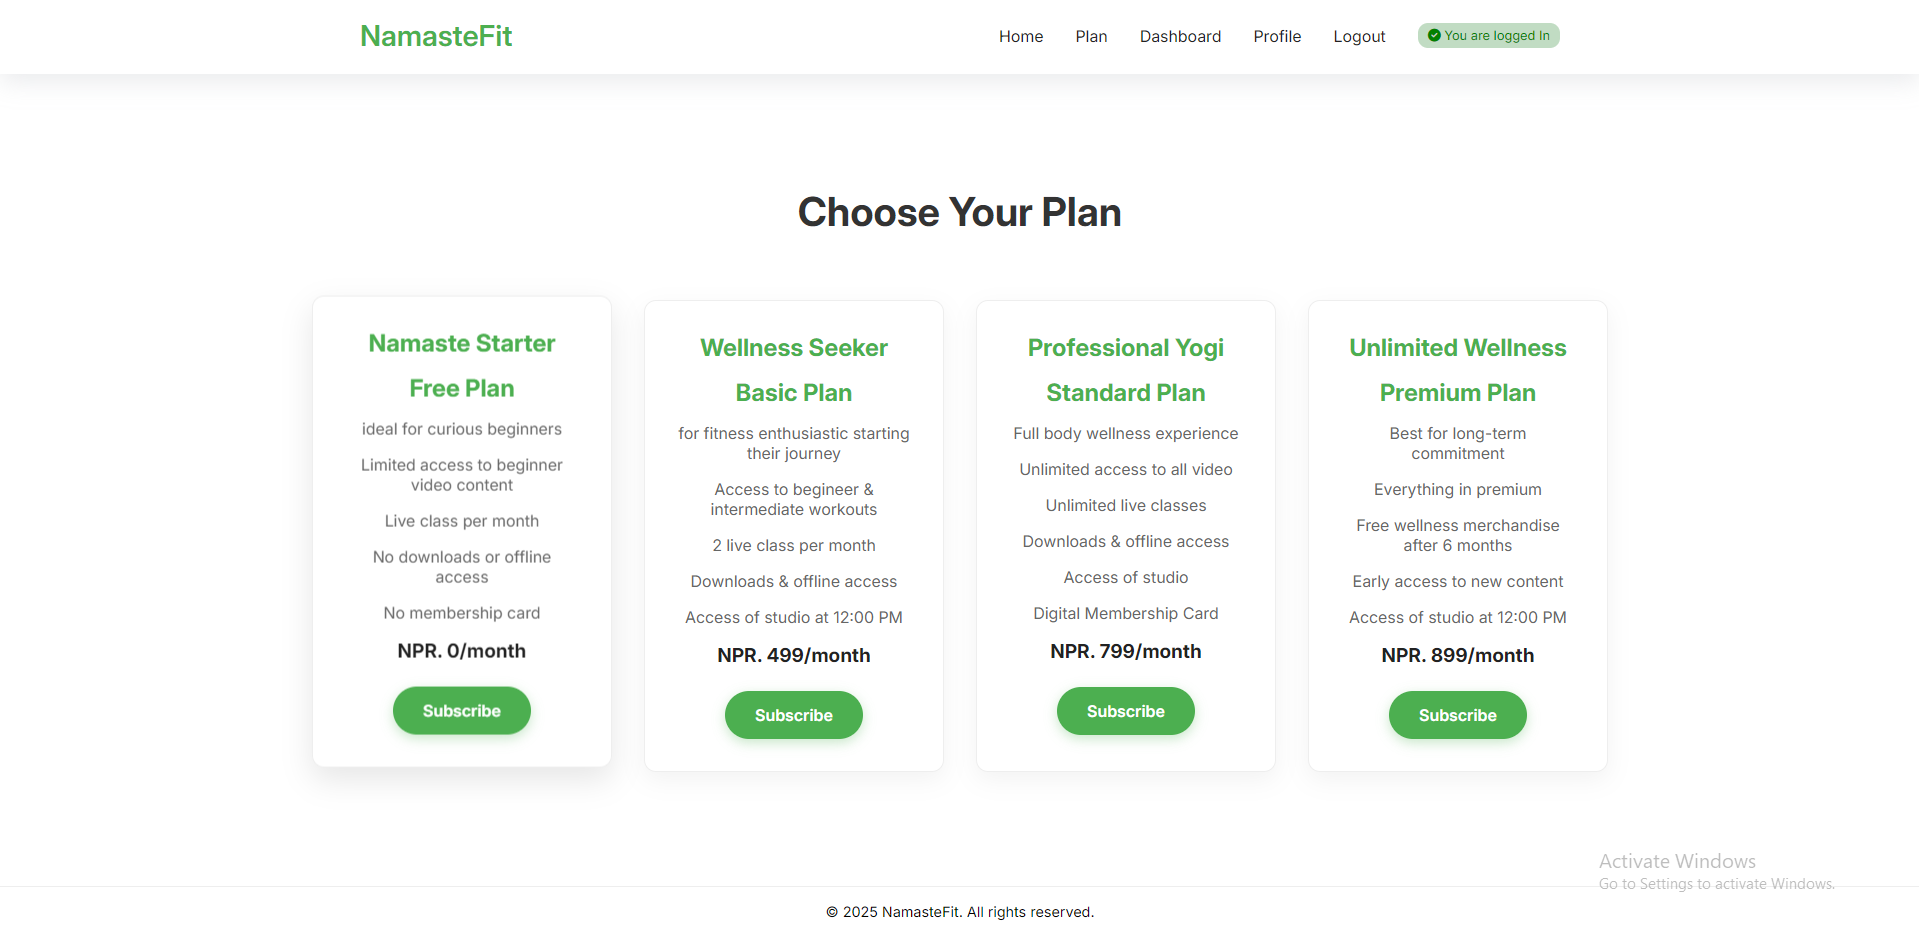 NamasteFit
Home Plan Dashboard Profile Logout You are logged In
Choose Your Plan
Namaste Starter
Free Plan
ideal for curious beginners
Limited access to beginner
video content
Live class per month
No downloads or offline
access
No membership card
NPR. 0/month
Subscribe
Wellness Seeker
Basic Plan
for fitness enthusiastic starting
their journey
Access to begineer &
intermediate workouts
2 live class per month
Downloads & offline access
Access of studio at 12:00 PM
NPR. 499/month
Subscribe
Professional Yogi
Standard Plan
Full body wellness experience
Unlimited access to all video
Unlimited live classes
Downloads & offline access
Access of studio
Digital Membership Card
NPR. 799/month
Subscribe
Unlimited Wellness
Premium Plan
Best for long-term
commitment
Everything in premium
Free wellness merchandise
after 6 months
Early access to new content
Access of studio at 12:00 PM
NPR. 899/month
Subscribe
Activate Windows
Go to Settings to activate Windows.
© 2025 NamasteFit. All rights reserved.